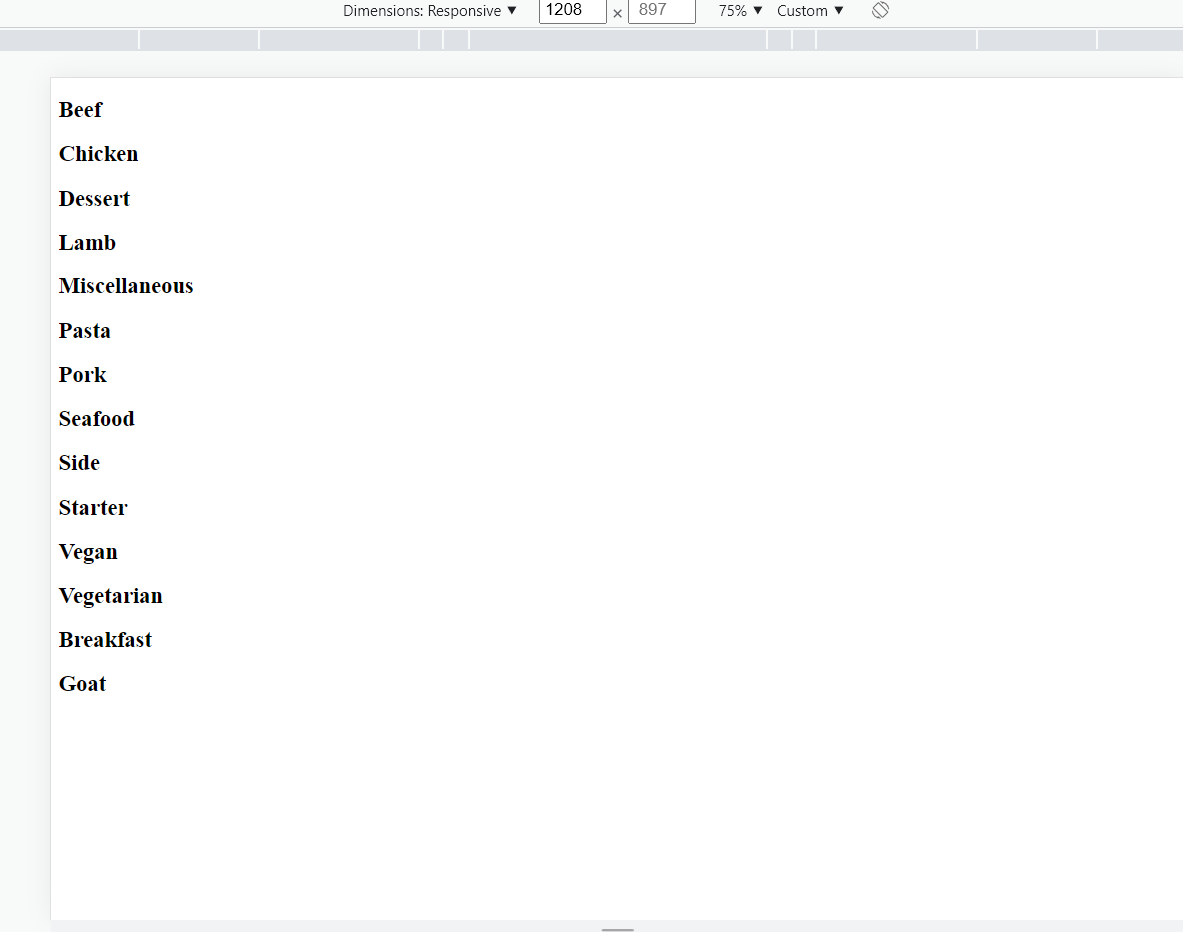 Dimensions: Responsive ▼ 1208 × 897 75% ▼ Custom ▼
Beef
Chicken
Dessert
Lamb
Miscellaneous
Pasta
Pork
Seafood
Side
Starter
Vegan
Vegetarian
Breakfast
Goat